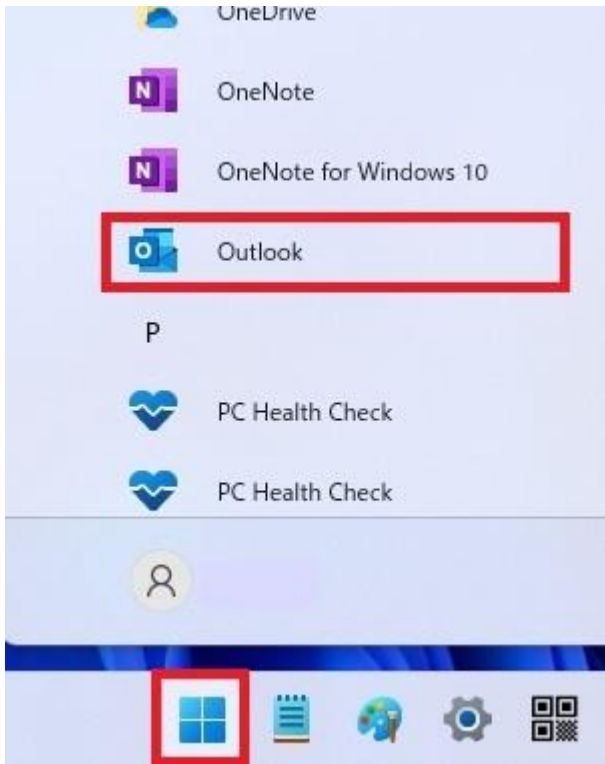 OneDrive
OneNote
OneNote for Windows 10
Outlook
P
PC Health Check
PC Health Check